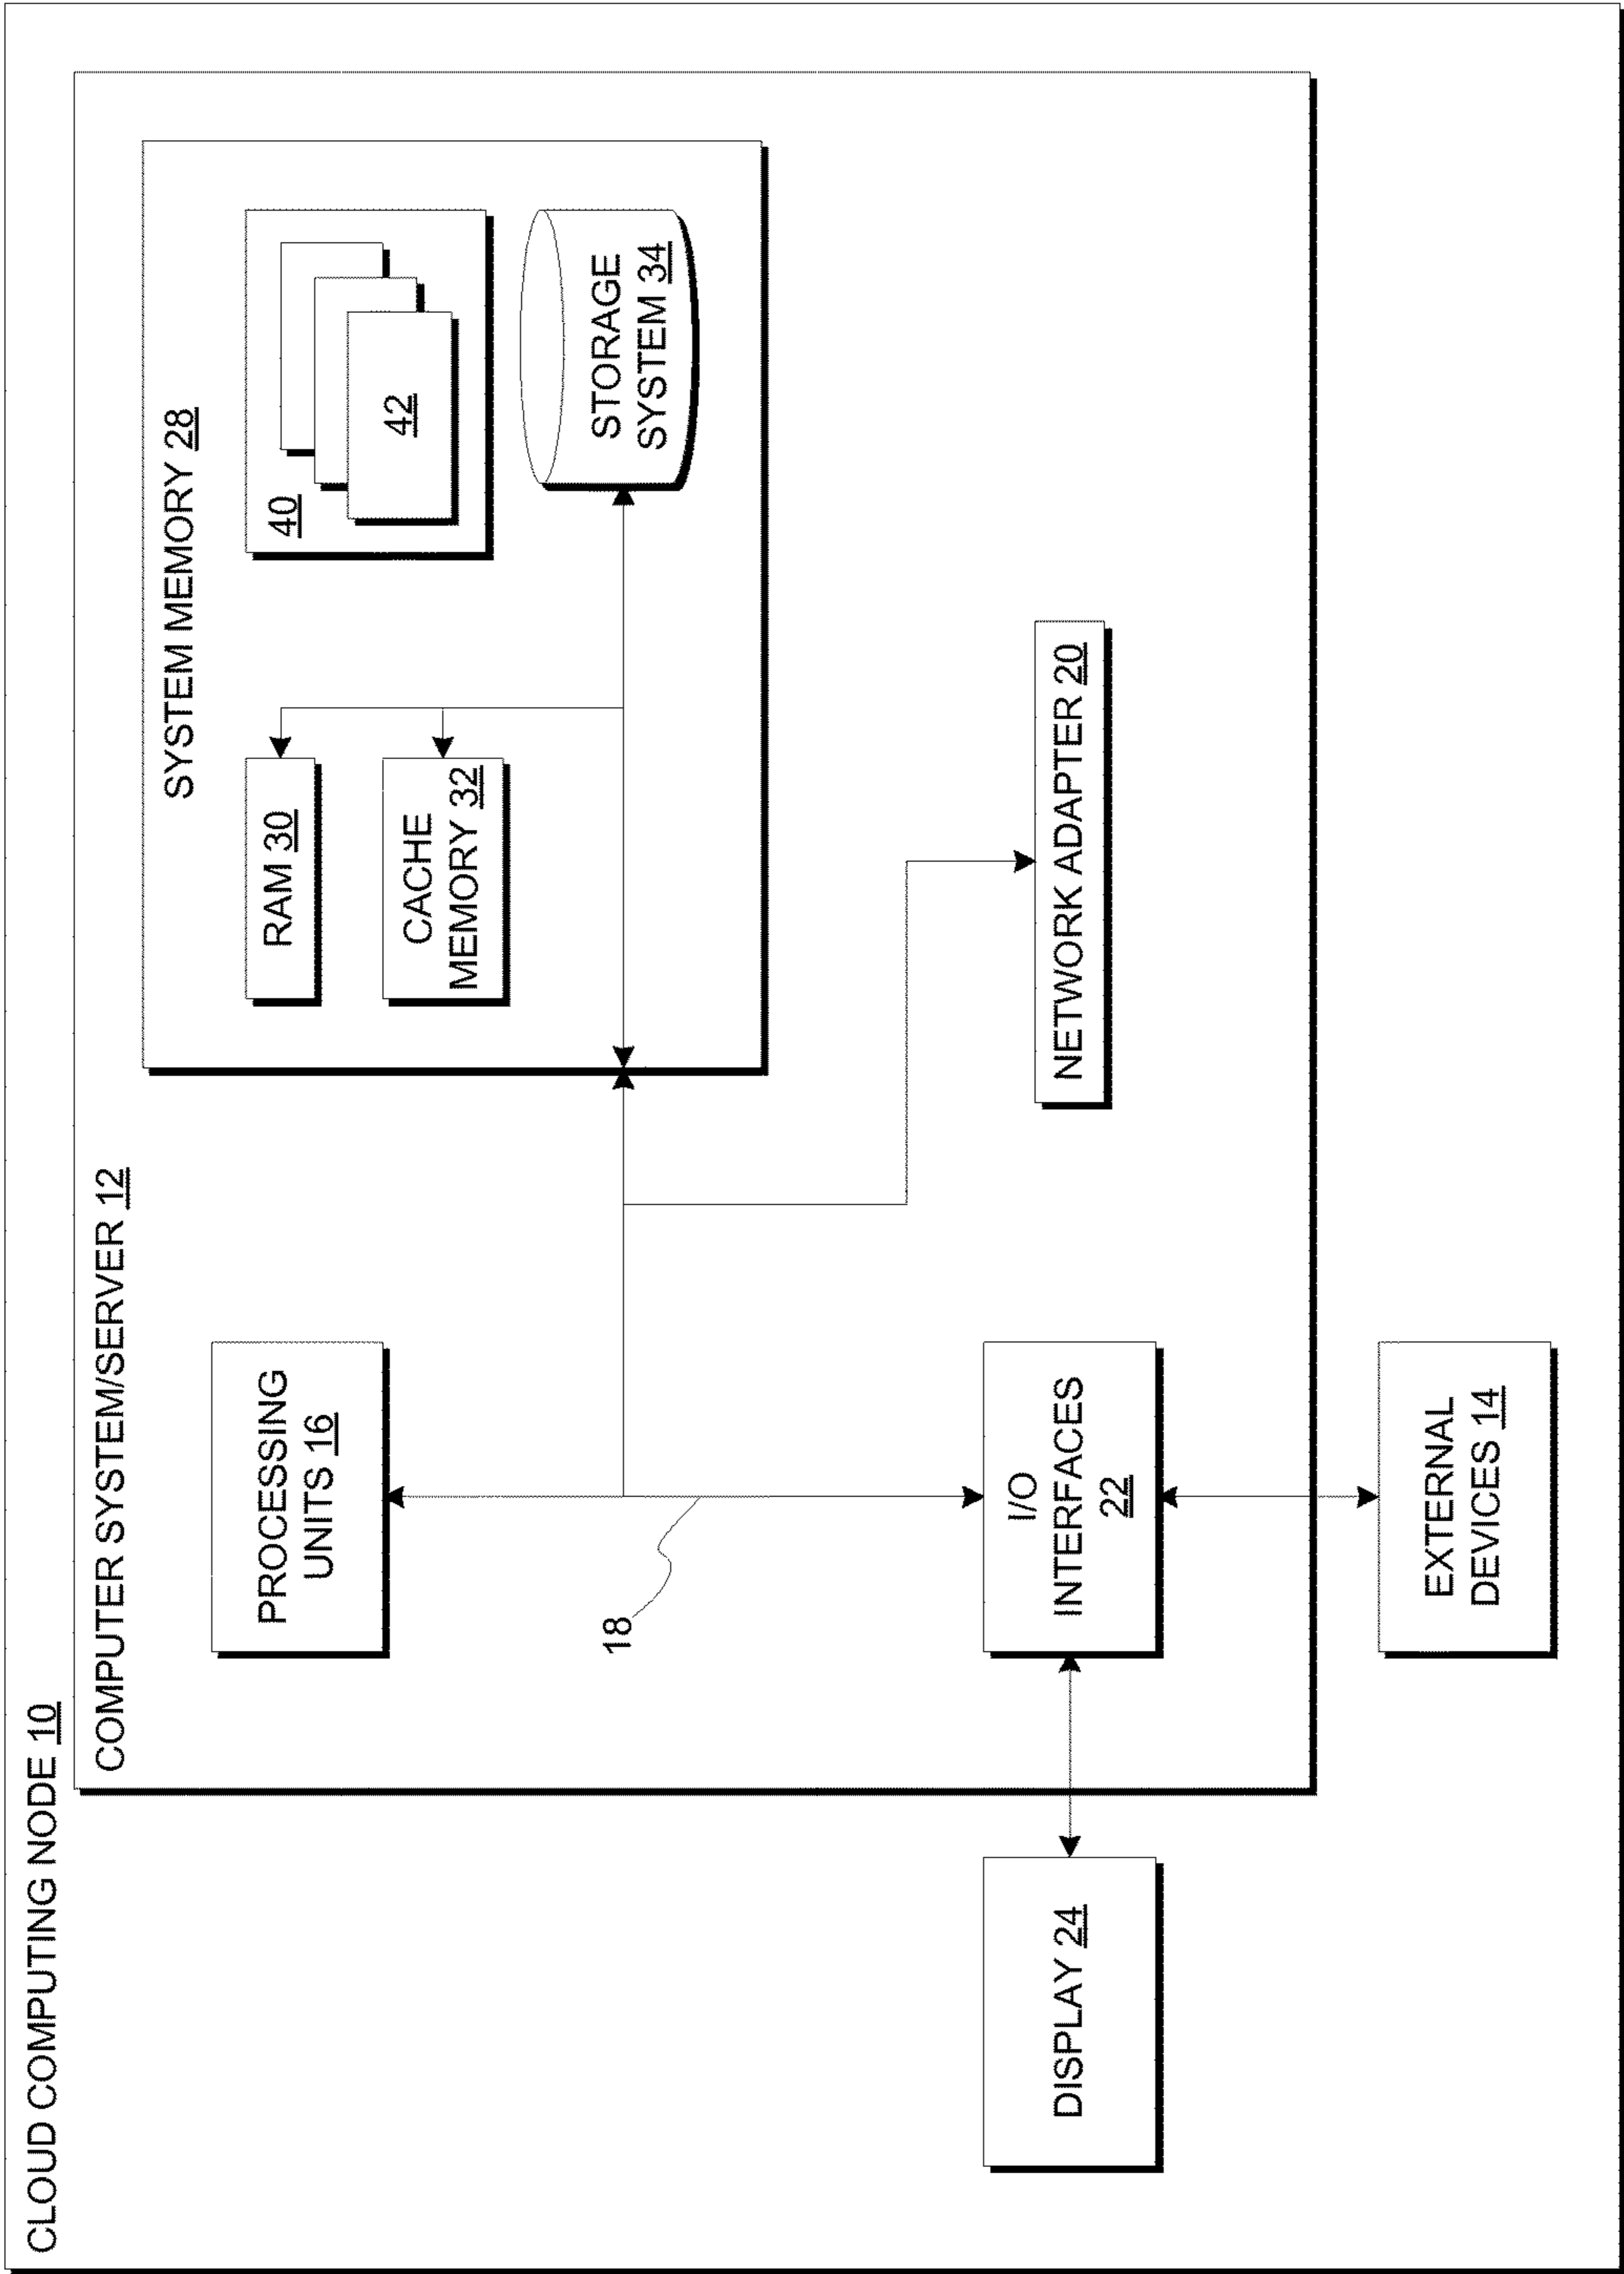 CLOUD COMPUTING NODE 10
COMPUTER SYSTEM/SERVER 12
SYSTEM MEMORY 28
PROCESSING
UNITS 16
RAM 30
40
42
CACHE
MEMORY 32
STORAGE
SYSTEM 34
18
DISPLAY 24
I/O
INTERFACES
22
NETWORK ADAPTER 20
EXTERNAL
DEVICES 14